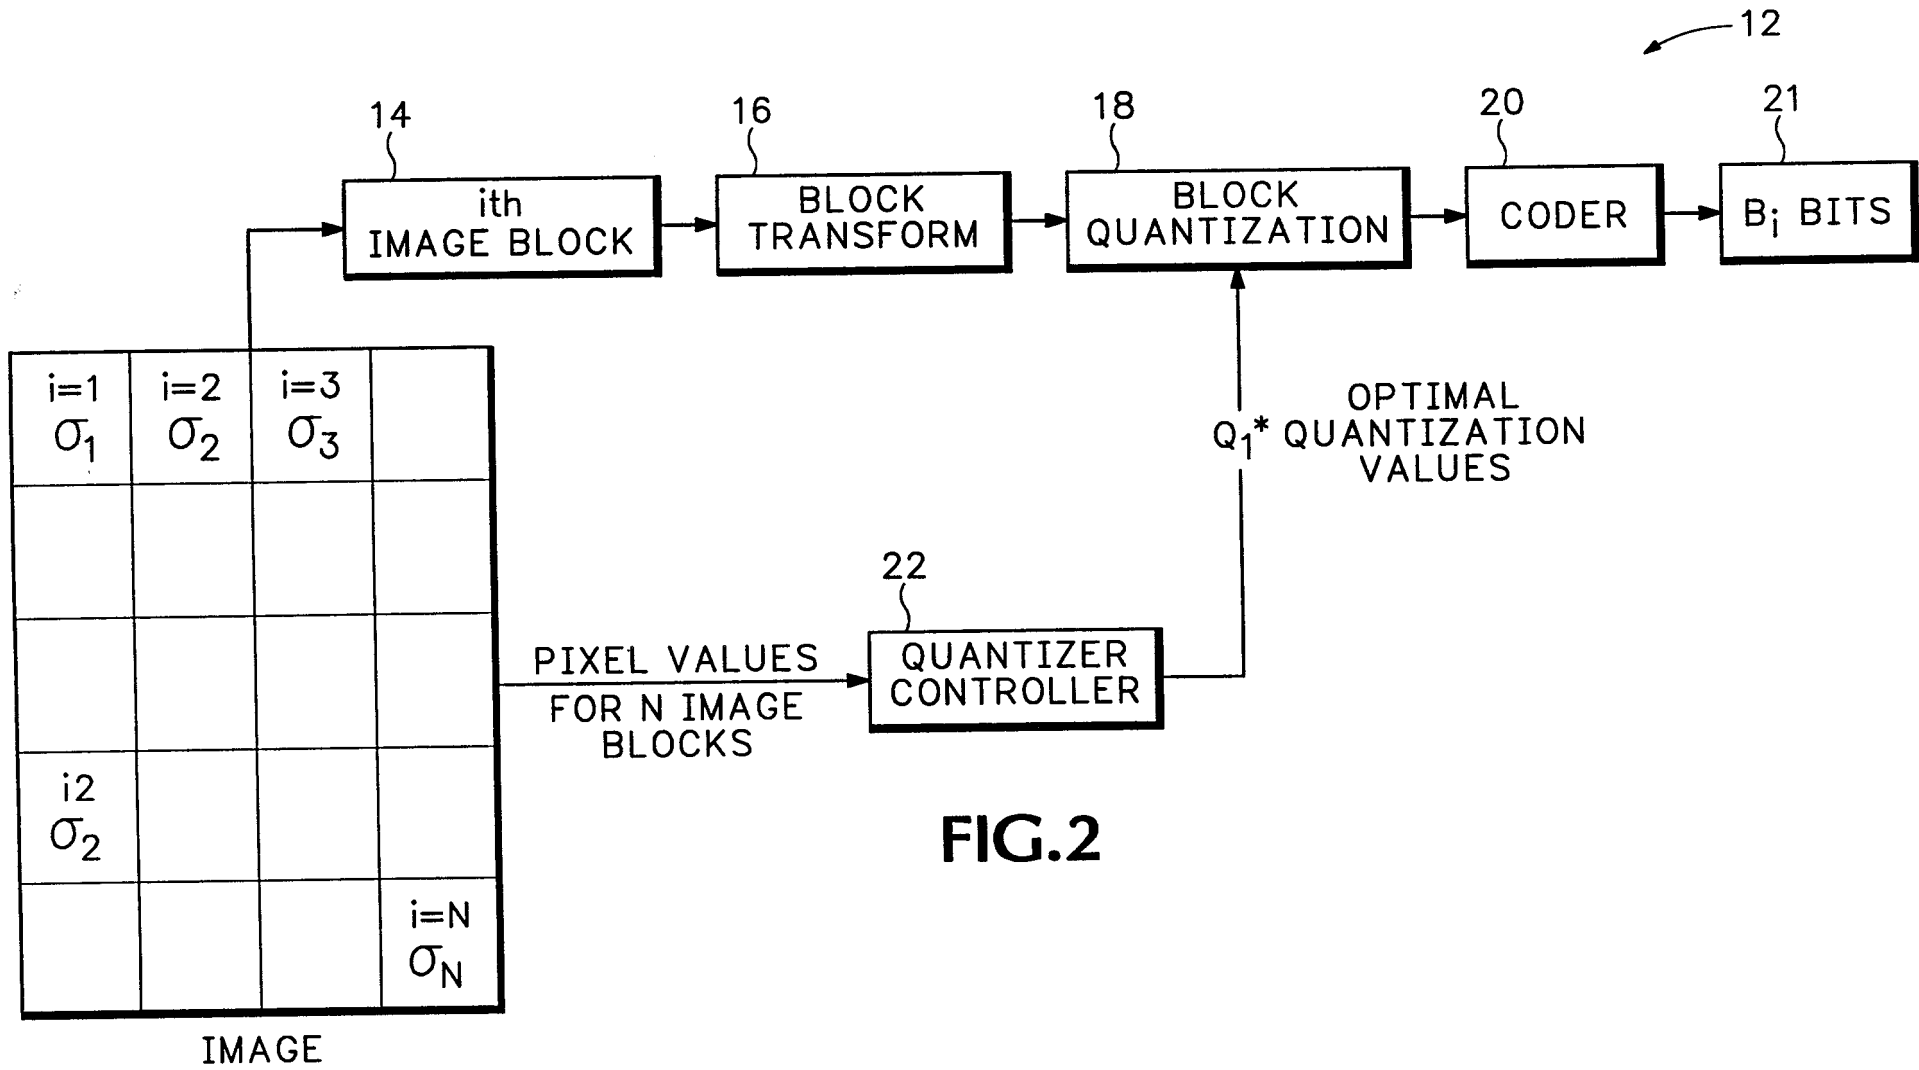 12
14
16
18
20
21
ith
IMAGE BLOCK
BLOCK
TRANSFORM
BLOCK
QUANTIZATION
CODER
Bi BITS
i=1
σ1
i=2
σ2
i=3
σ3
OPTIMAL
Q1* QUANTIZATION
VALUES
22
PIXEL VALUES
FOR N IMAGE
BLOCKS
QUANTIZER
CONTROLLER
i2
σ2
i=N
σN
FIG.2
IMAGE